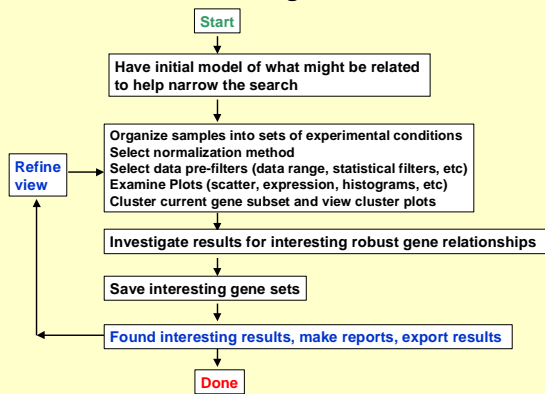 Start
Have initial model of what might be related
to help narrow the search
Organize samples into sets of experimental conditions
Select normalization method
Select data pre-filters (data range, statistical filters, etc)
Examine Plots (scatter, expression, histograms, etc)
Cluster current gene subset and view cluster plots
Refine
view
Investigate results for interesting robust gene relationships
Save interesting gene sets
Found interesting results, make reports, export results
Done